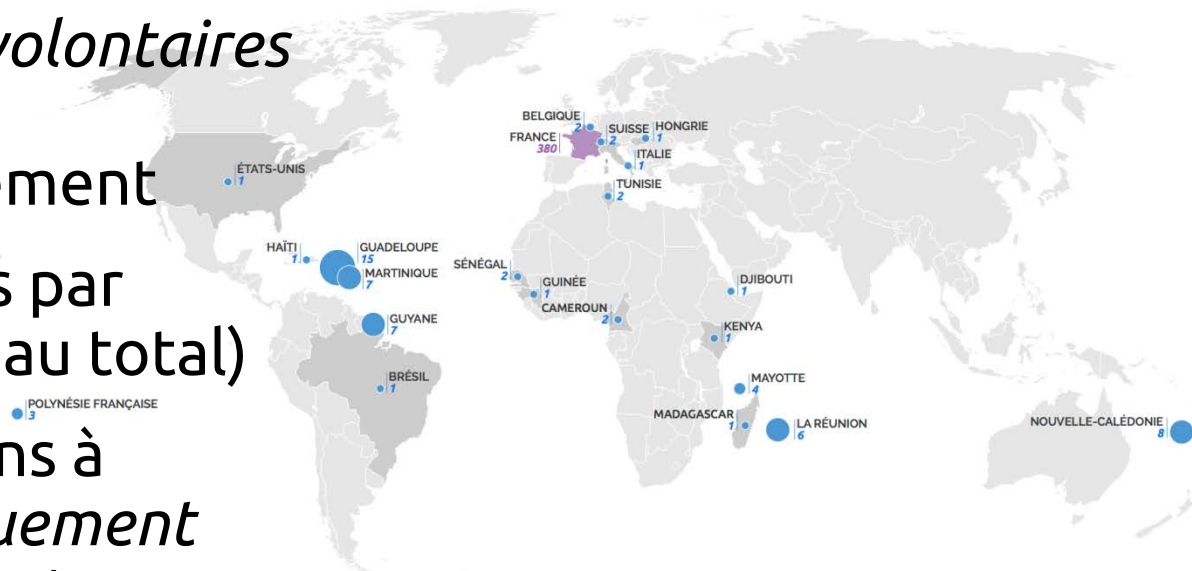 volontaires
ement
s par
au total)
ns à
uement
ÉTATS-UNIS
1
HAÏTI
1
GUADELOUPE
15
MARTINIQUE
7
GUYANE
7
BRÉSIL
1
POLYNÉSIE FRANÇAISE
3
BELGIQUE
2
FRANCE
380
SUISSE
2
HONGRIE
1
ITALIE
1
TUNISIE
2
SÉNÉGAL
2
GUINÉE
1
CAMEROUN
2
DJIBOUTI
1
KENYA
1
MAYOTTE
4
MADAGASCAR
1
LA RÉUNION
6
NOUVELLE-CALÉDONIE
8